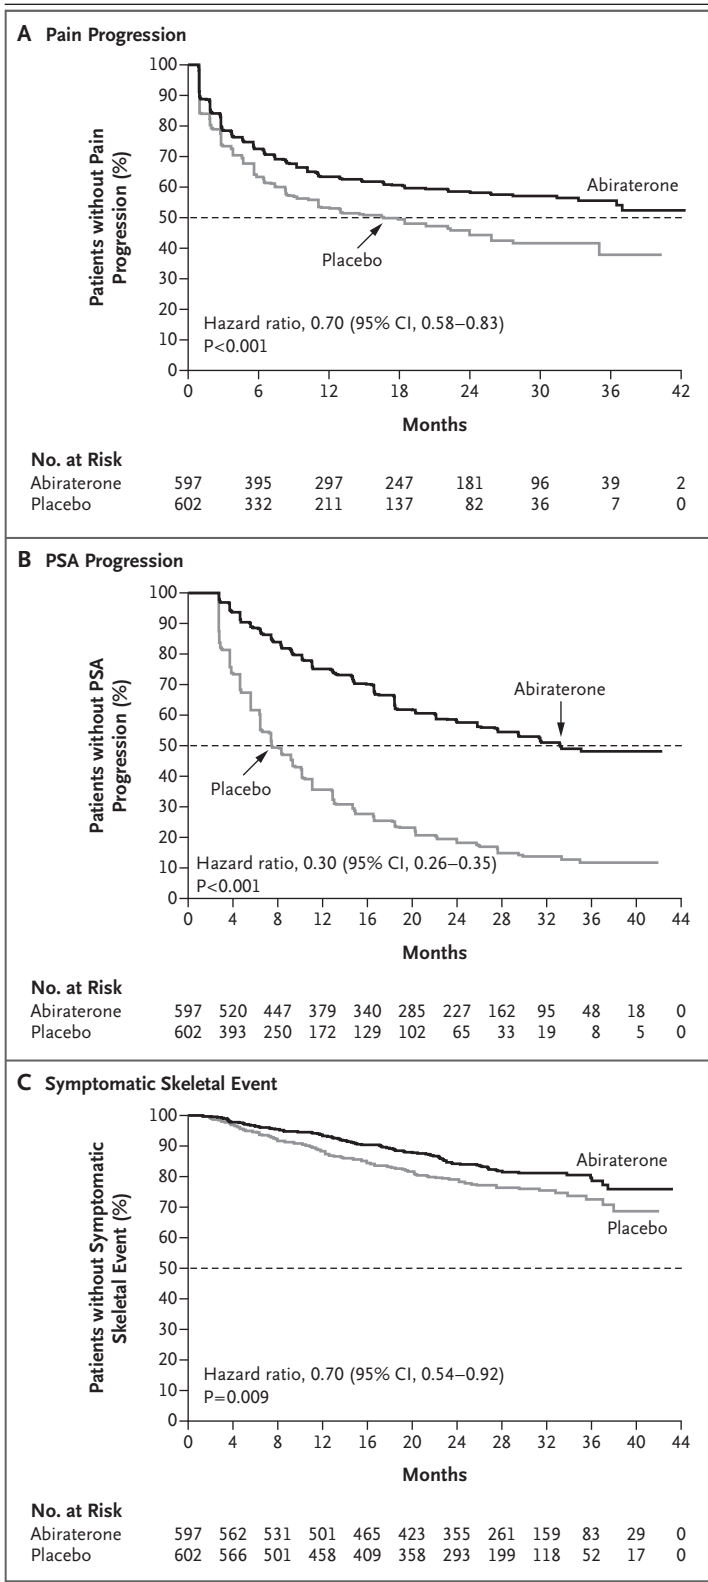 A Pain Progression
Patients without Pain
Progression (%)
100
90
80
70
60
50
40
30
20
10
0
Abiraterone
Placebo
Hazard ratio, 0.70 (95% CI, 0.58–0.83)
P<0.001
0 6 12 18 24 30 36 42
Months
No. at Risk
Abiraterone 597 395 297 247 181 96 39 2
Placebo 602 332 211 137 82 36 7 0
B PSA Progression
Patients without PSA
Progression (%)
100
90
80
70
60
50
40
30
20
10
0
Abiraterone
Placebo
Hazard ratio, 0.30 (95% CI, 0.26–0.35)
P<0.001
0 4 8 12 16 20 24 28 32 36 40 44
Months
No. at Risk
Abiraterone 597 520 447 379 340 285 227 162 95 48 18 0
Placebo 602 393 250 172 129 102 65 33 19 8 5 0
C Symptomatic Skeletal Event
Patients without Symptomatic
Skeletal Event (%)
100
90
80
70
60
50
40
30
20
10
0
Abiraterone
Placebo
Hazard ratio, 0.70 (95% CI, 0.54–0.92)
P=0.009
0 4 8 12 16 20 24 28 32 36 40 44
Months
No. at Risk
Abiraterone 597 562 531 501 465 423 355 261 159 83 29 0
Placebo 602 566 501 458 409 358 293 199 118 52 17 0